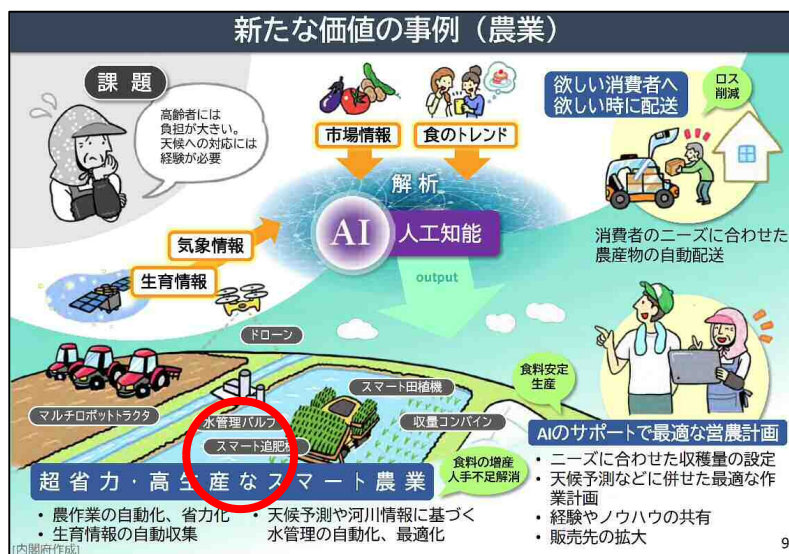 新たな価値の事例（農業）
課題
高齢者には
負担が大きい。
天候への対応には
経験が必要
市場情報
食のトレンド
欲しい消費者へ
欲しい時に配送
ロス
削減
解析
AI 人工知能
気象情報
生育情報
output
消費者のニーズに合わせた
農産物の自動配送
ドローン
マルチロボットトラクタ
水管理バルブ
スマート追肥機
スマート田植機
収量コンバイン
食料安定
生産
超省力・高生産なスマート農業
食料の増産
人手不足解消
• 農作業の自動化、省力化
• 生育情報の自動収集
• 天候予測や河川情報に基づく
水管理の自動化、最適化
AIのサポートで最適な営農計画
• ニーズに合わせた収穫量の設定
• 天候予測などに併せた最適な作
業計画
• 経験やノウハウの共有
• 販売先の拡大
[内閣府作成]
9